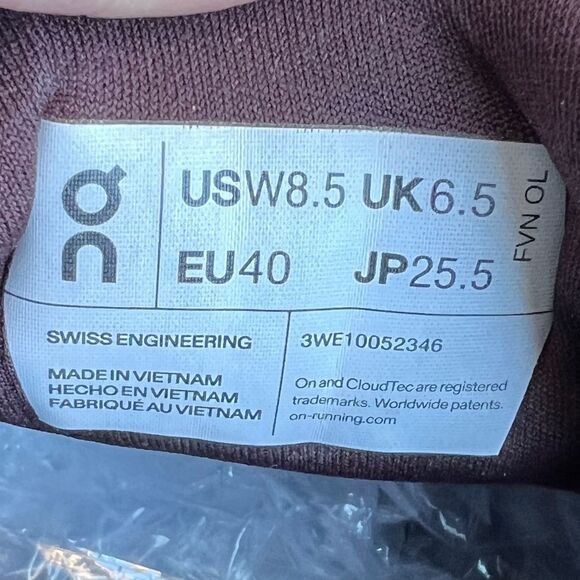 USW8.5 UK6.5
EU40 JP25.5
FVN OL
SWISS ENGINEERING
MADE IN VIETNAM
HECHO EN VIETNAM
FABRIQUÉ AU VIETNAM
3WE10052346
On and CloudTec are registered
trademarks. Worldwide patents.
on-running.com